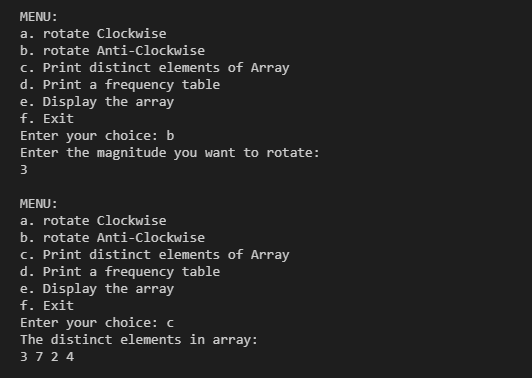 MENU:
a. rotate Clockwise
b. rotate Anti-Clockwise
c. Print distinct elements of Array
d. Print a frequency table
e. Display the array
f. Exit
Enter your choice: b
Enter the magnitude you want to rotate:
3
MENU:
a. rotate Clockwise
b. rotate Anti-Clockwise
c. Print distinct elements of Array
d. Print a frequency table
e. Display the array
f. Exit
Enter your choice: c
The distinct elements in array:
3 7 2 4